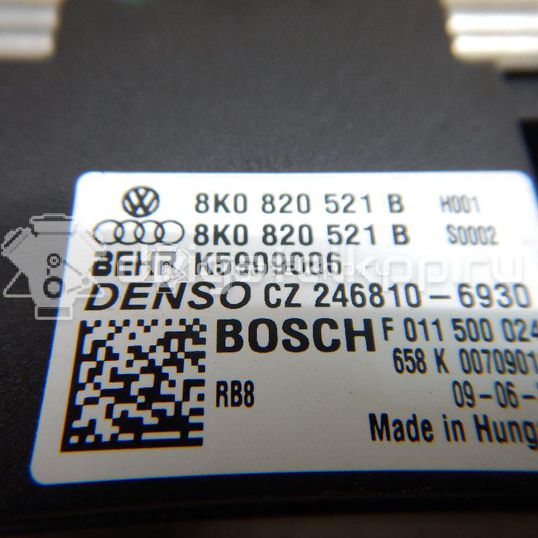 8K0 820 521 B H001
8K0 820 521 B S0002
BEHR K5909006
DENSO CZ 246810-6930
BOSCH F 011 500 024
658 K 0070901
RB8 09-06-
Made in Hung